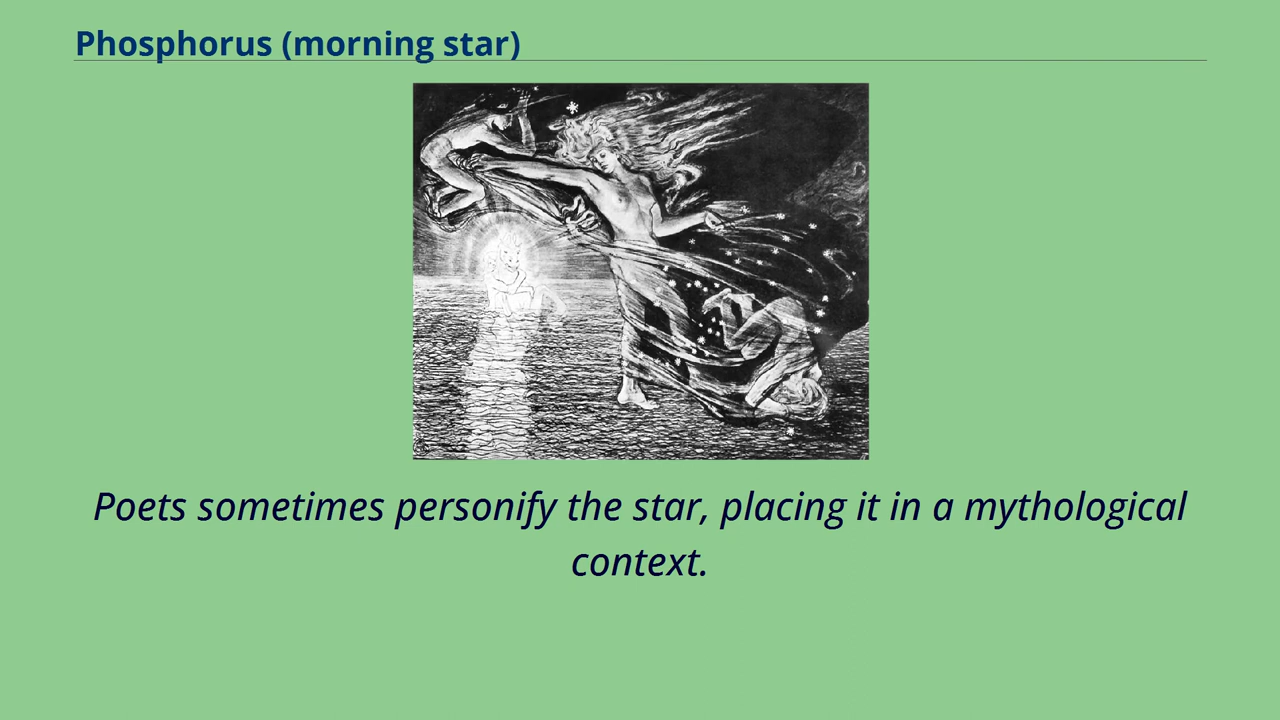 Phosphorus (morning star)
Poets sometimes personify the star, placing it in a mythological
context.